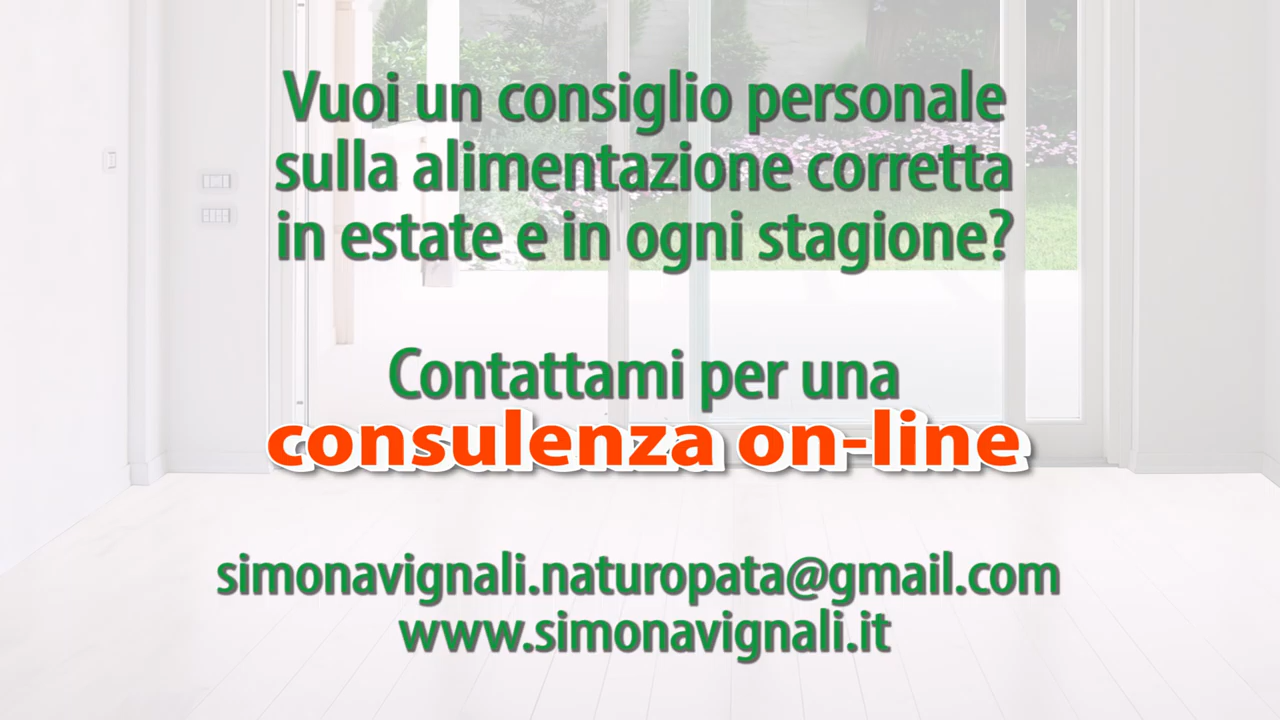 Vuoi un consiglio personale
sulla alimentazione corretta
in estate e in ogni stagione?
Contattami per una
consulenza on-line
simonavignali.naturopata@gmail.com
www.simonavignali.it